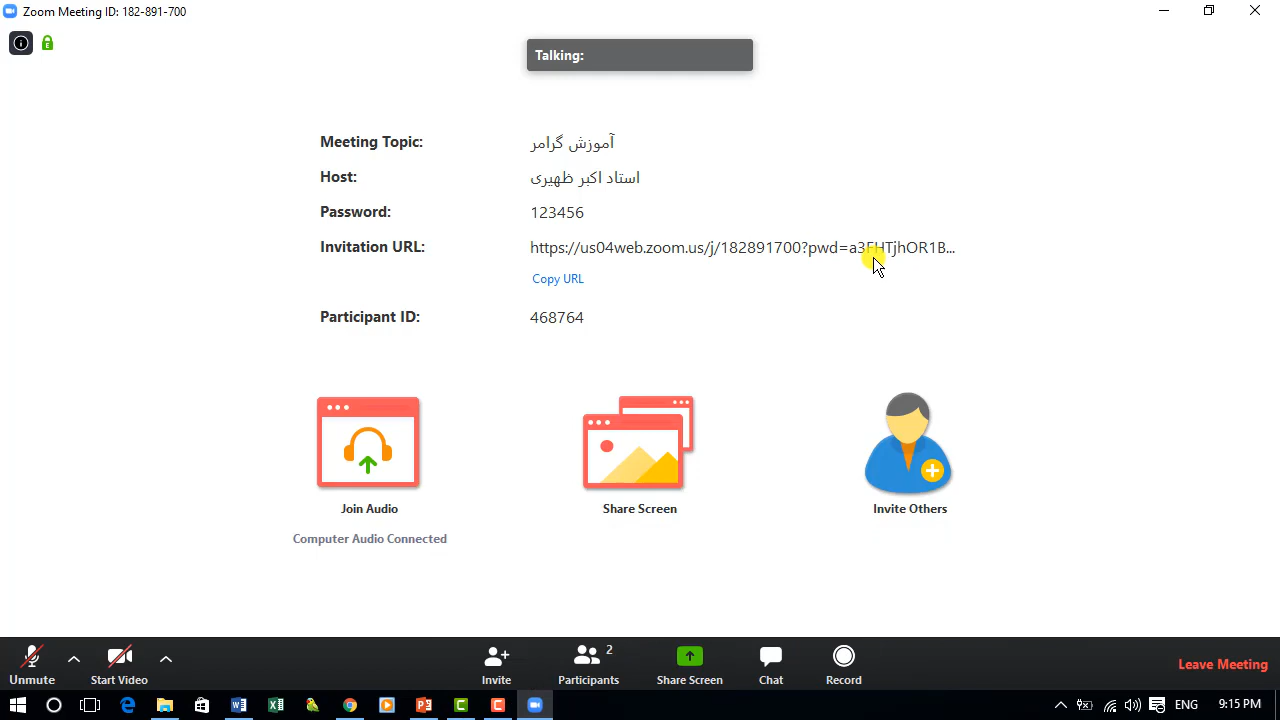 Zoom Meeting ID: 182-891-700
Talking:
Meeting Topic: آموزش گرامر
Host: استاد اکبر ظهیری
Password: 123456
Invitation URL: https://us04web.zoom.us/j/182891700?pwd=a3FHTjhOR1B...
Copy URL
Participant ID: 468764
Join Audio
Share Screen
Invite Others
Computer Audio Connected
2
Unmute
Start Video
Invite
Participants
Share Screen
Chat
Record
Leave Meeting
ENG
9:15 PM